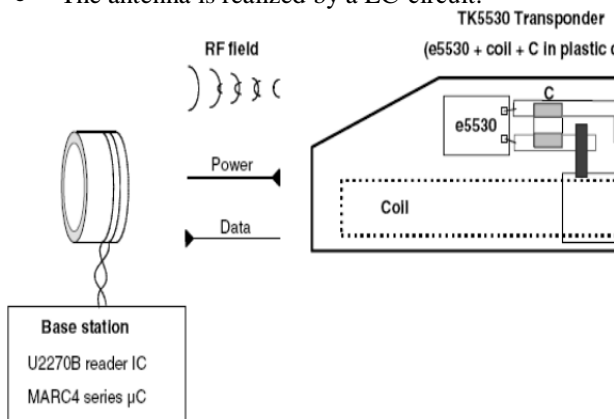 The antenna is realized by a LC circuit.
TK5530 Transponder
(e5530 + coil + C in plastic
RF field
C
e5530
Power
Coil
Data
Base station
U2270B reader IC
MARC4 series µC